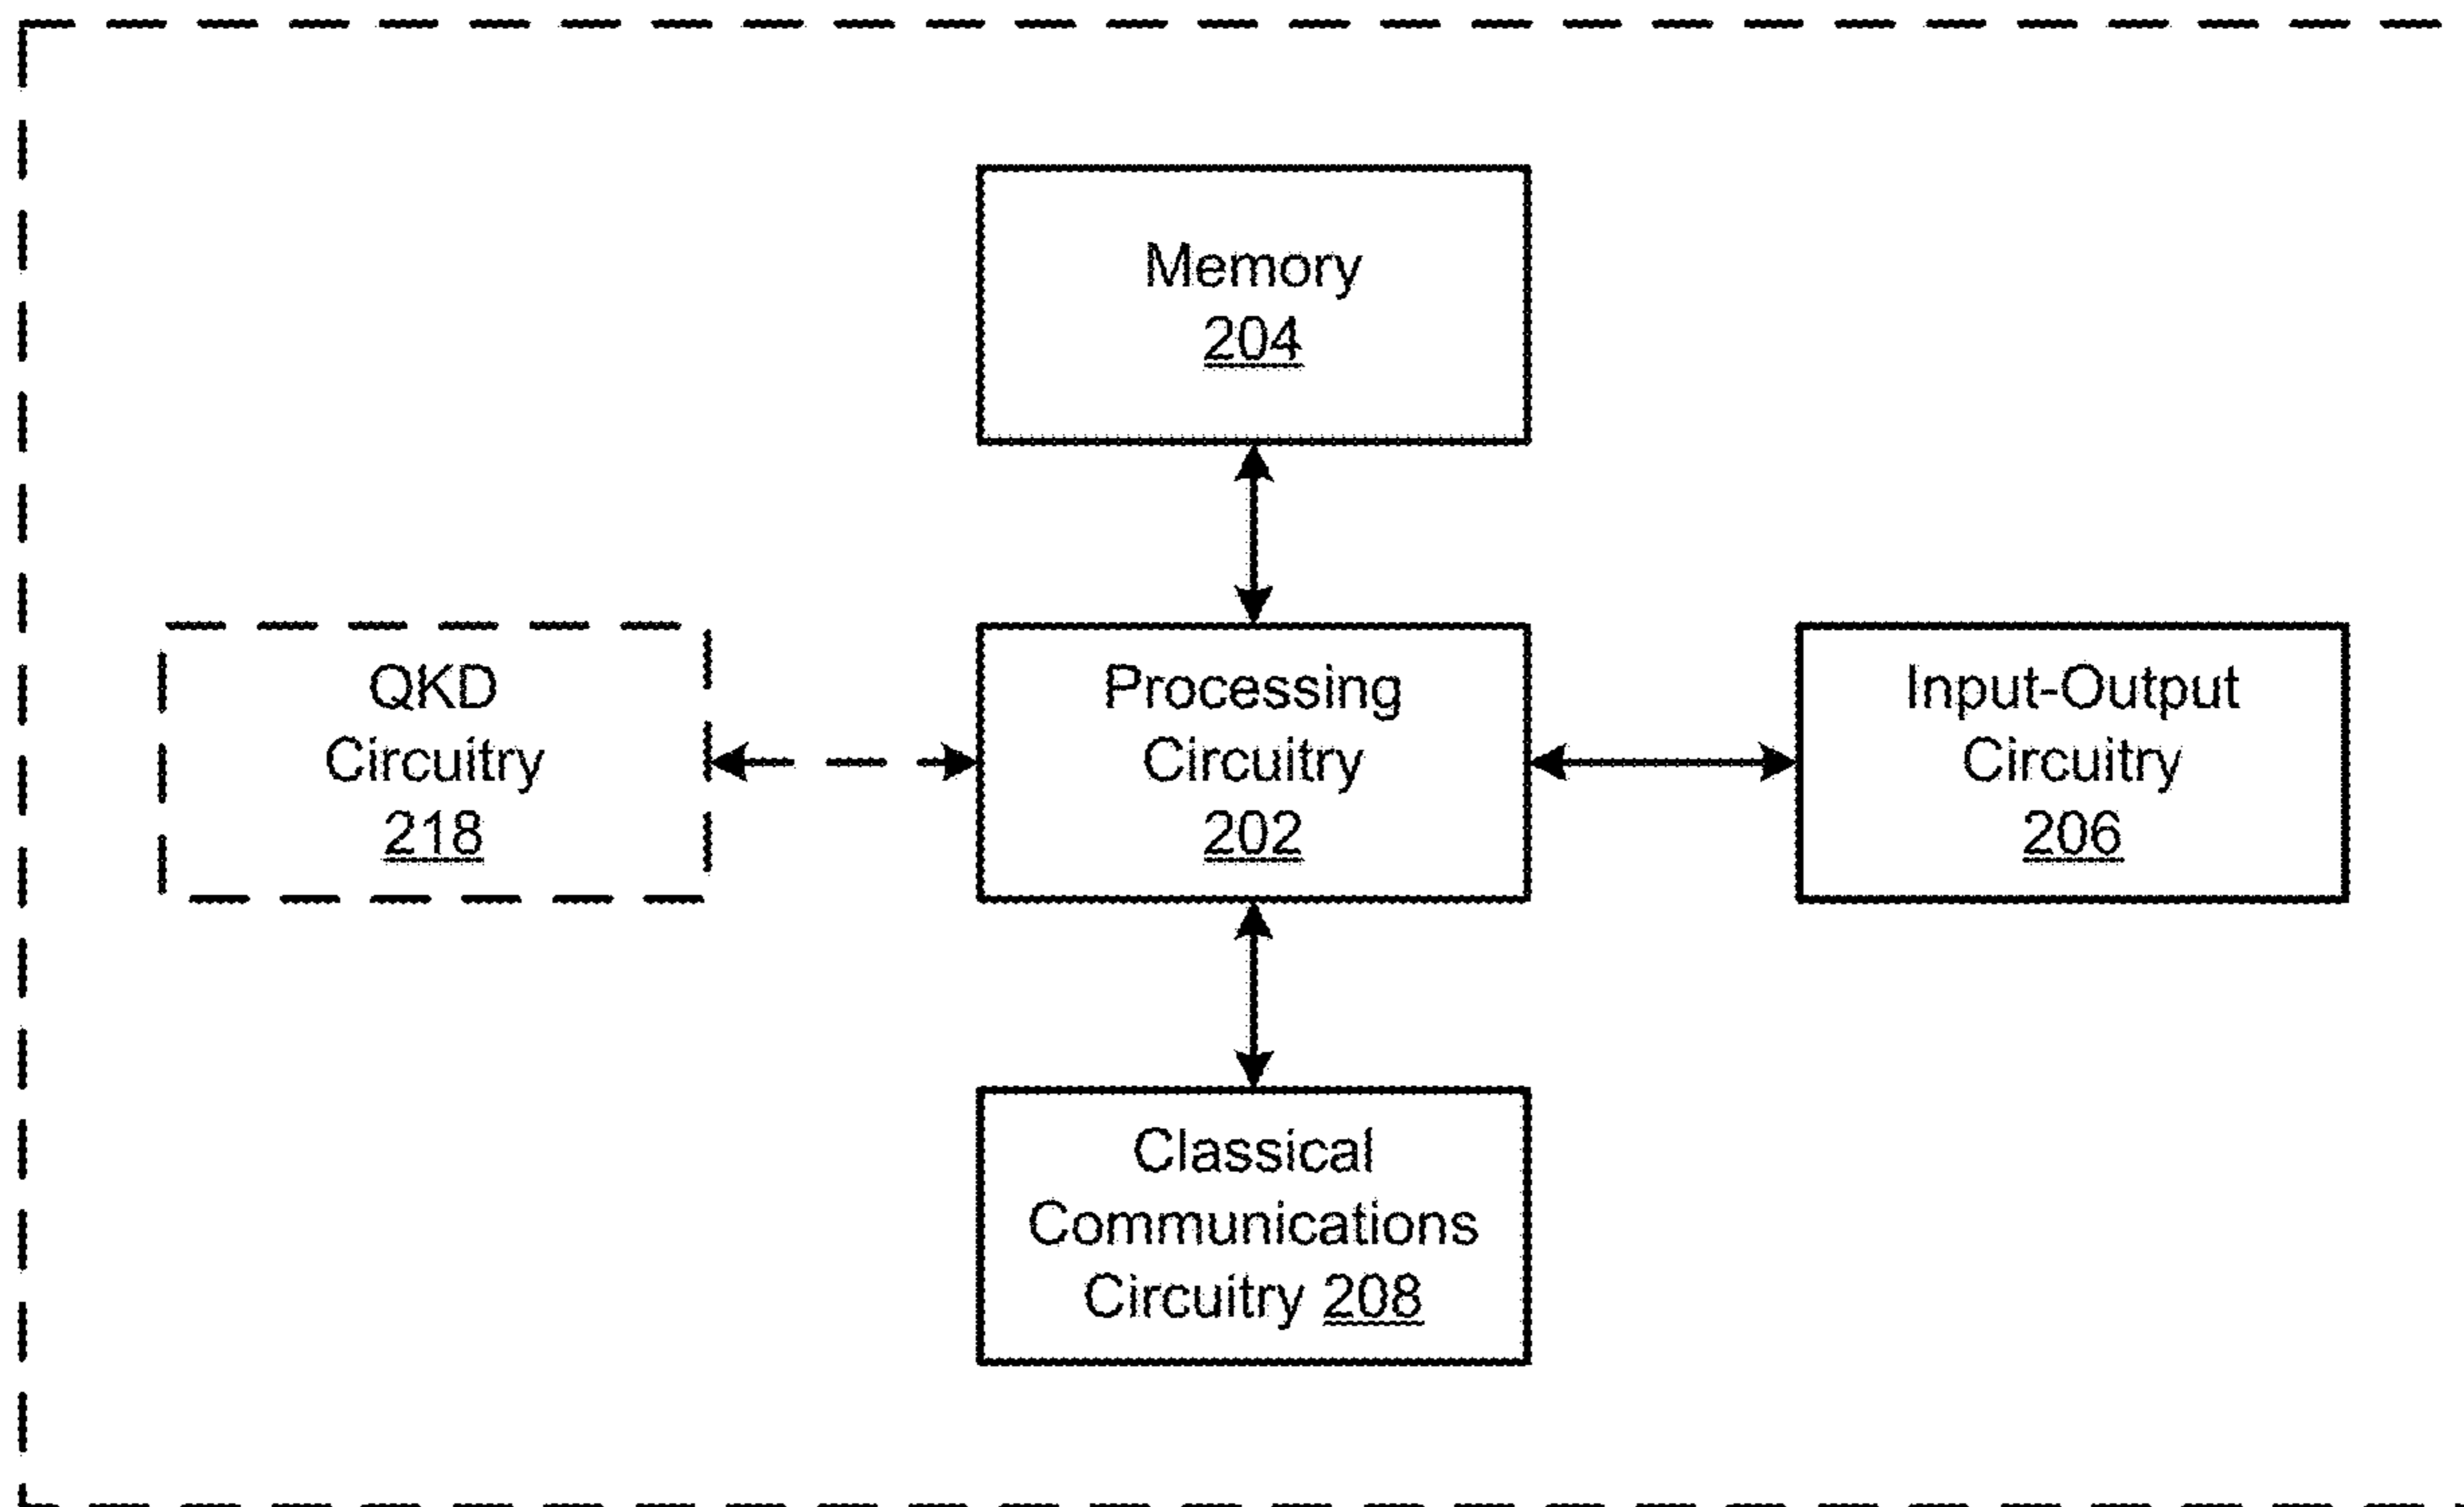 Memory
204
QKD
Circuitry
218
Processing
Circuitry
202
Input-Output
Circuitry
206
Classical
Communications
Circuitry 208